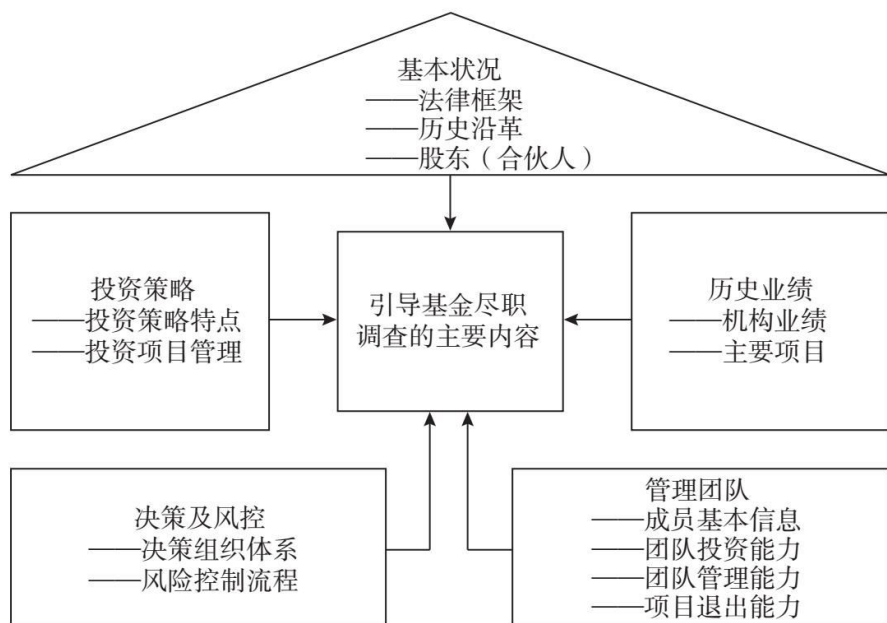 基本状况
——法律框架
——历史沿革
——股东（合伙人）
投资策略
——投资策略特点
——投资项目管理
引导基金尽职
调查的主要内容
历史业绩
——机构业绩
——主要项目
决策及风控
——决策组织体系
——风险控制流程
管理团队
——成员基本信息
——团队投资能力
——团队管理能力
——项目退出能力